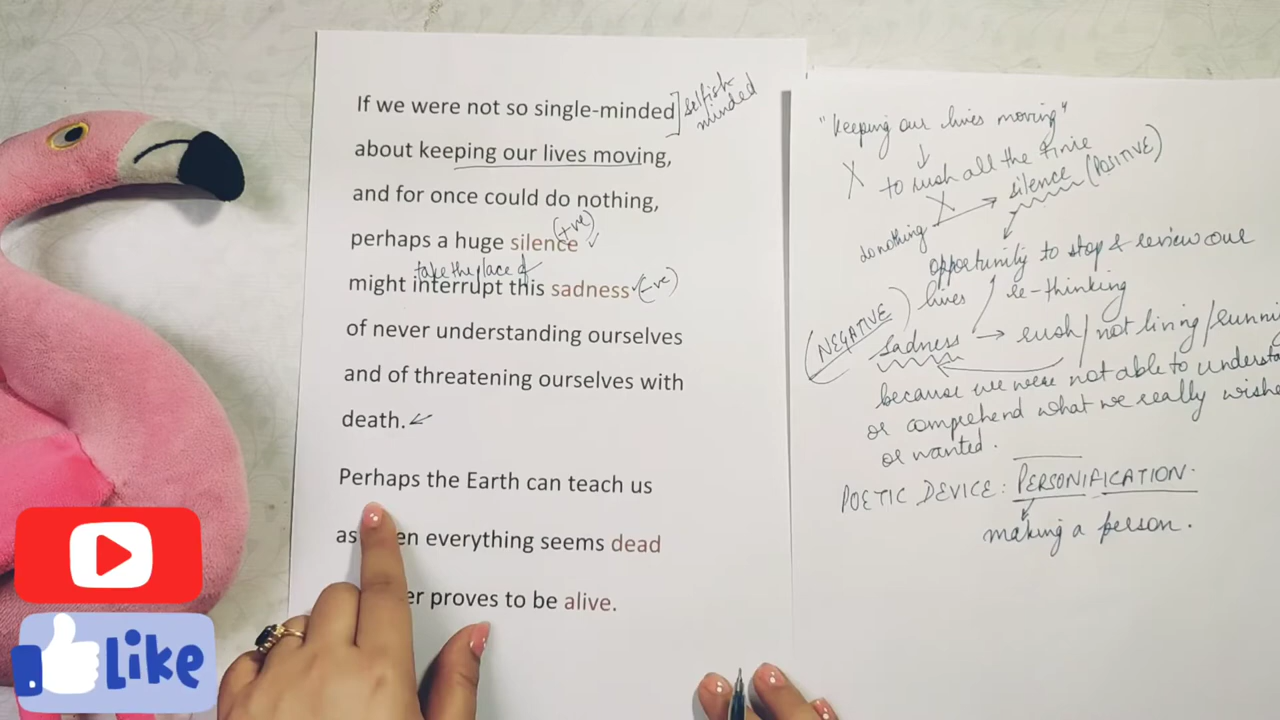 If we were not so single-minded] selfish minded
about keeping our lives moving,
and for once could do nothing,
(+ve)
perhaps a huge silence
take the place of
might interrupt this sadness (-ve)
of never understanding ourselves
and of threatening ourselves with
death.
Perhaps the Earth can teach us
as everything seems dead
proves to be alive.
"keeping our lives moving"
X to rush all the time
X
do nothing → silence (POSITIVE)
opportunity to stop & review our
lives re-thinking
(NEGATIVE)
sadness → rush/not living/runnin
because we were not able to understa
or comprehend what we really wishe
or wanted.
POETIC DEVICE: PERSONIFICATION.
making a person.
Like